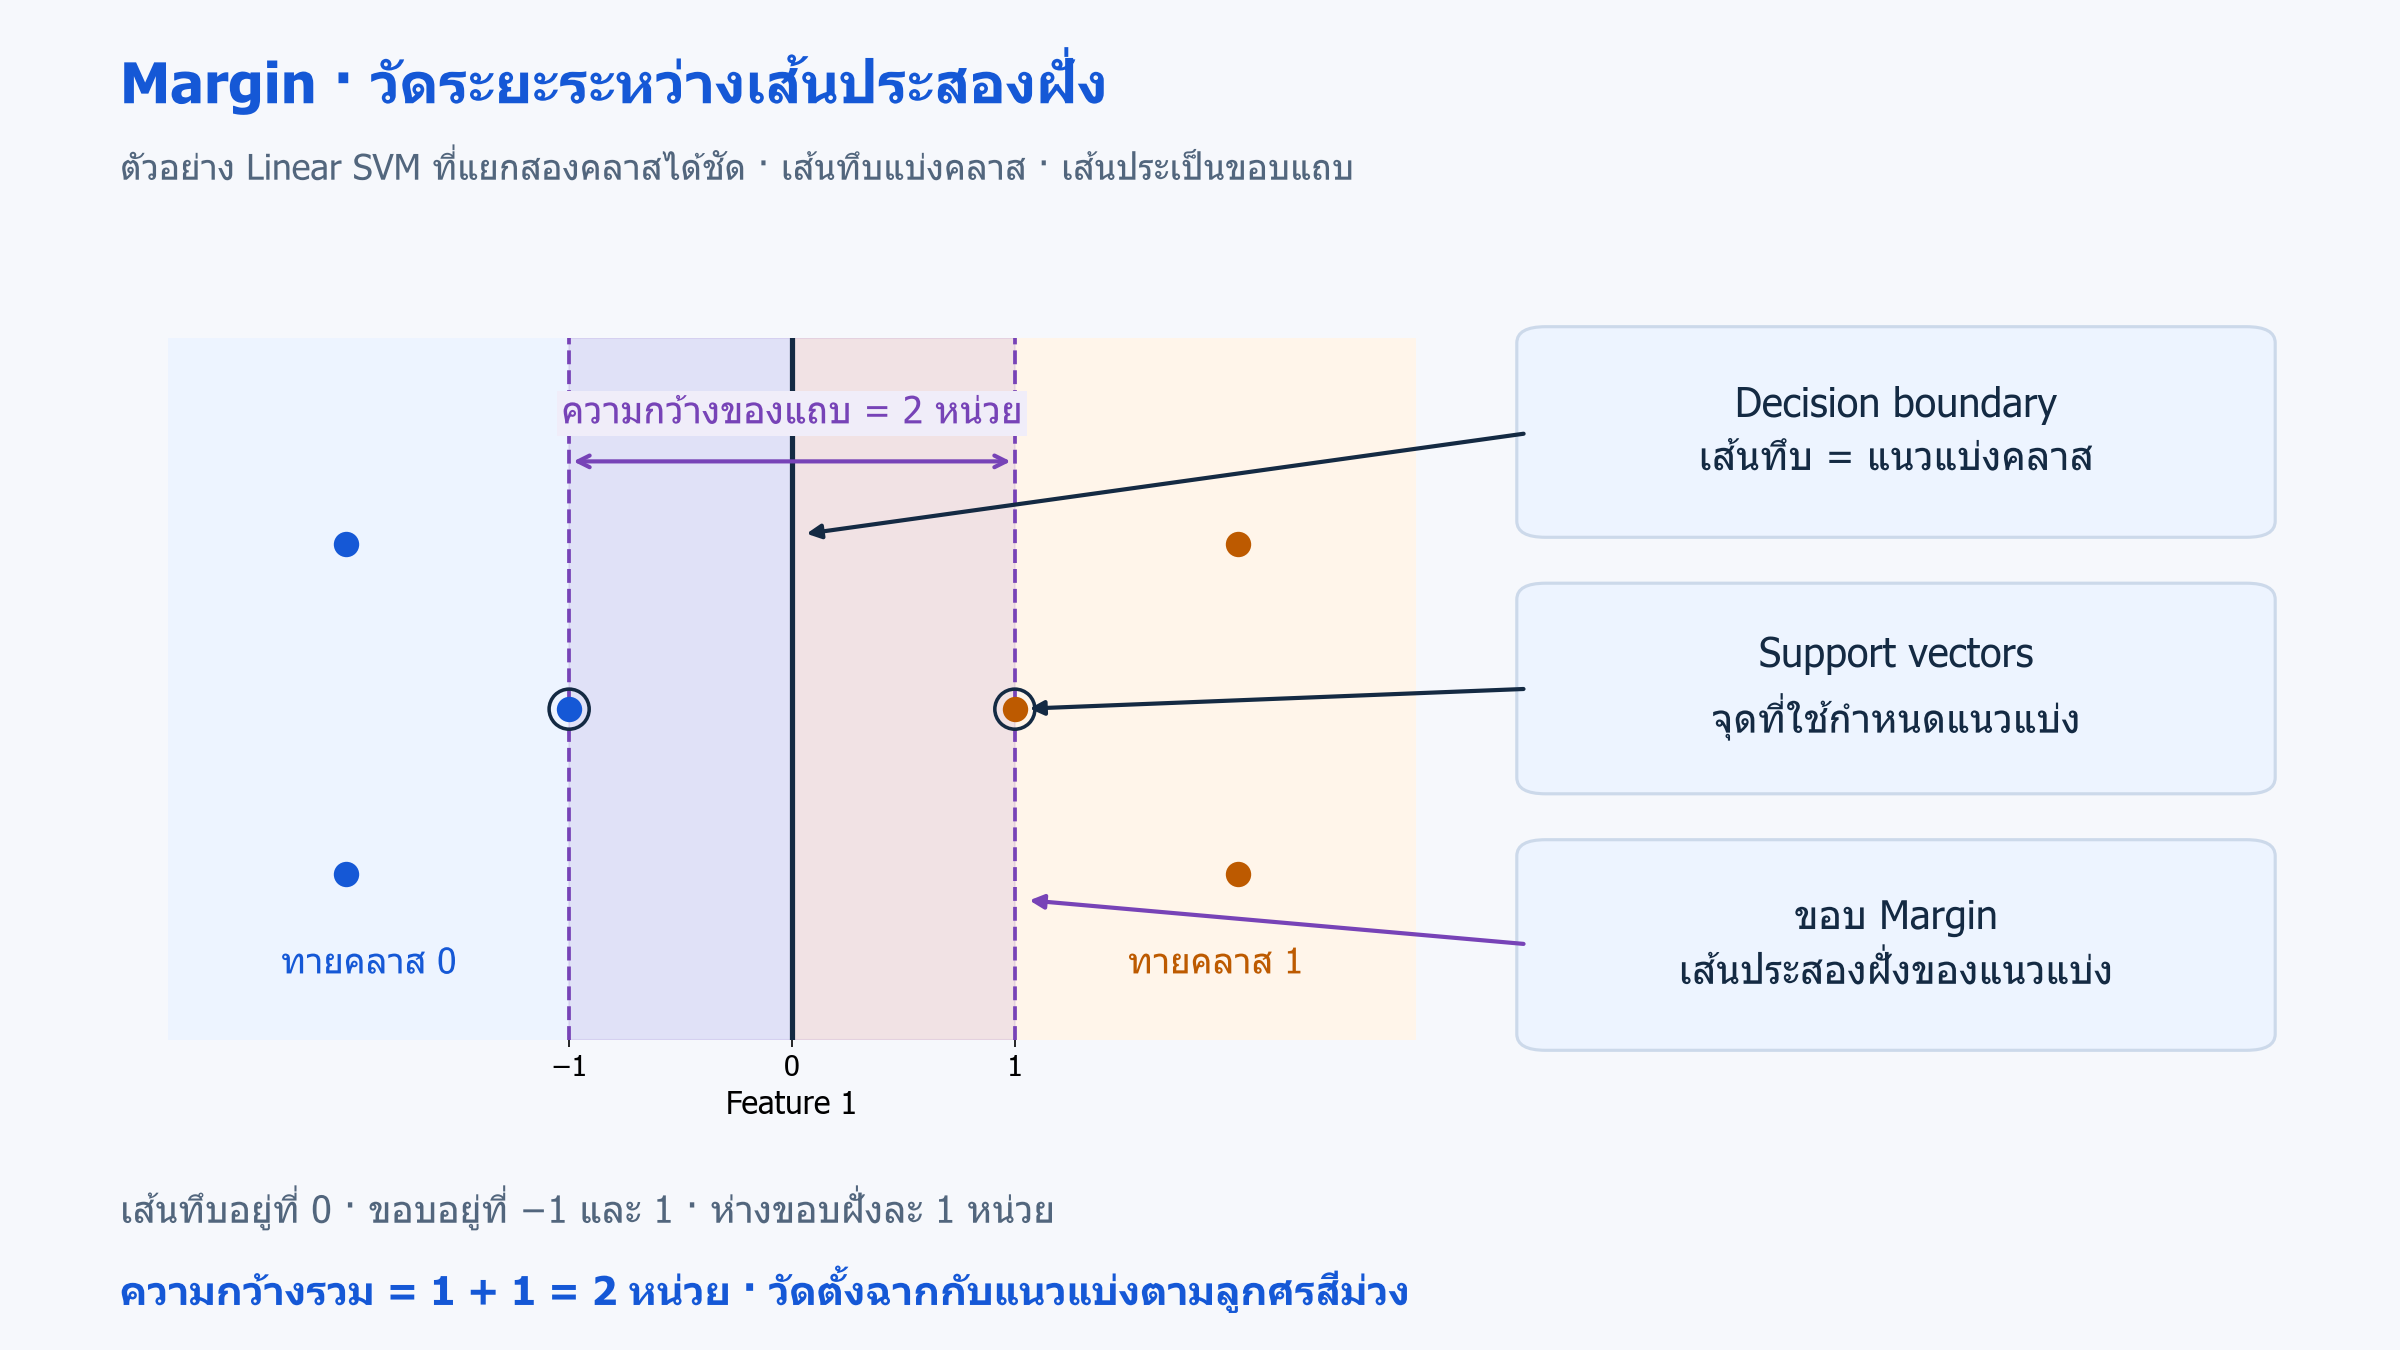 Margin · วัดระยะระหว่างเส้นประสองฝั่ง
ตัวอย่าง Linear SVM ที่แยกสองคลาสได้ชัด · เส้นทึบแบ่งคลาส · เส้นประเป็นขอบแถบ
ความกว้างของแถบ = 2 หน่วย
ทายคลาส 0
ทายคลาส 1
−1
0
1
Feature 1
Decision boundary
เส้นทึบ = แนวแบ่งคลาส
Support vectors
จุดที่ใช้กำหนดแนวแบ่ง
ขอบ Margin
เส้นประสองฝั่งของแนวแบ่ง
เส้นทึบอยู่ที่ 0 · ขอบอยู่ที่ −1 และ 1 · ห่างขอบฝั่งละ 1 หน่วย
ความกว้างรวม = 1 + 1 = 2 หน่วย · วัดตั้งฉากกับแนวแบ่งตามลูกศรสีม่วง